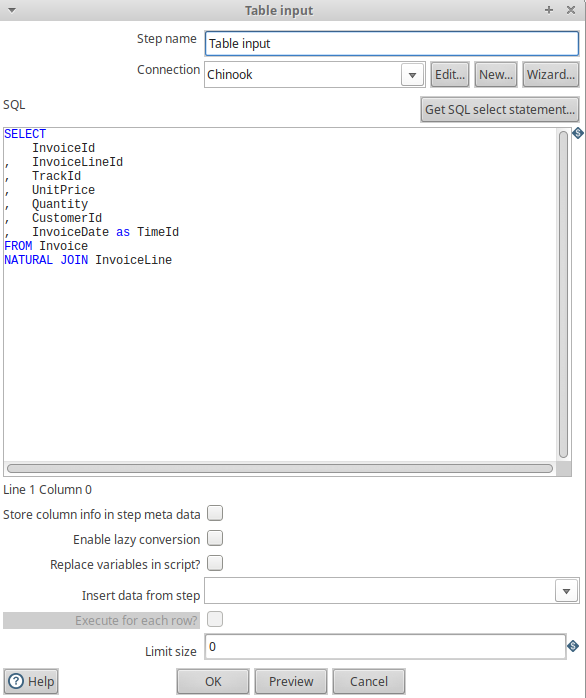 Table input
Step name Table input
Connection Chinook Edit... New... Wizard...
SQL Get SQL select statement...
SELECT
    InvoiceId
,   InvoiceLineId
,   TrackId
,   UnitPrice
,   Quantity
,   CustomerId
,   InvoiceDate as TimeId
FROM Invoice
NATURAL JOIN InvoiceLine
Line 1 Column 0
Store column info in step meta data
Enable lazy conversion
Replace variables in script?
Insert data from step
Execute for each row?
Limit size 0
Help OK Preview Cancel